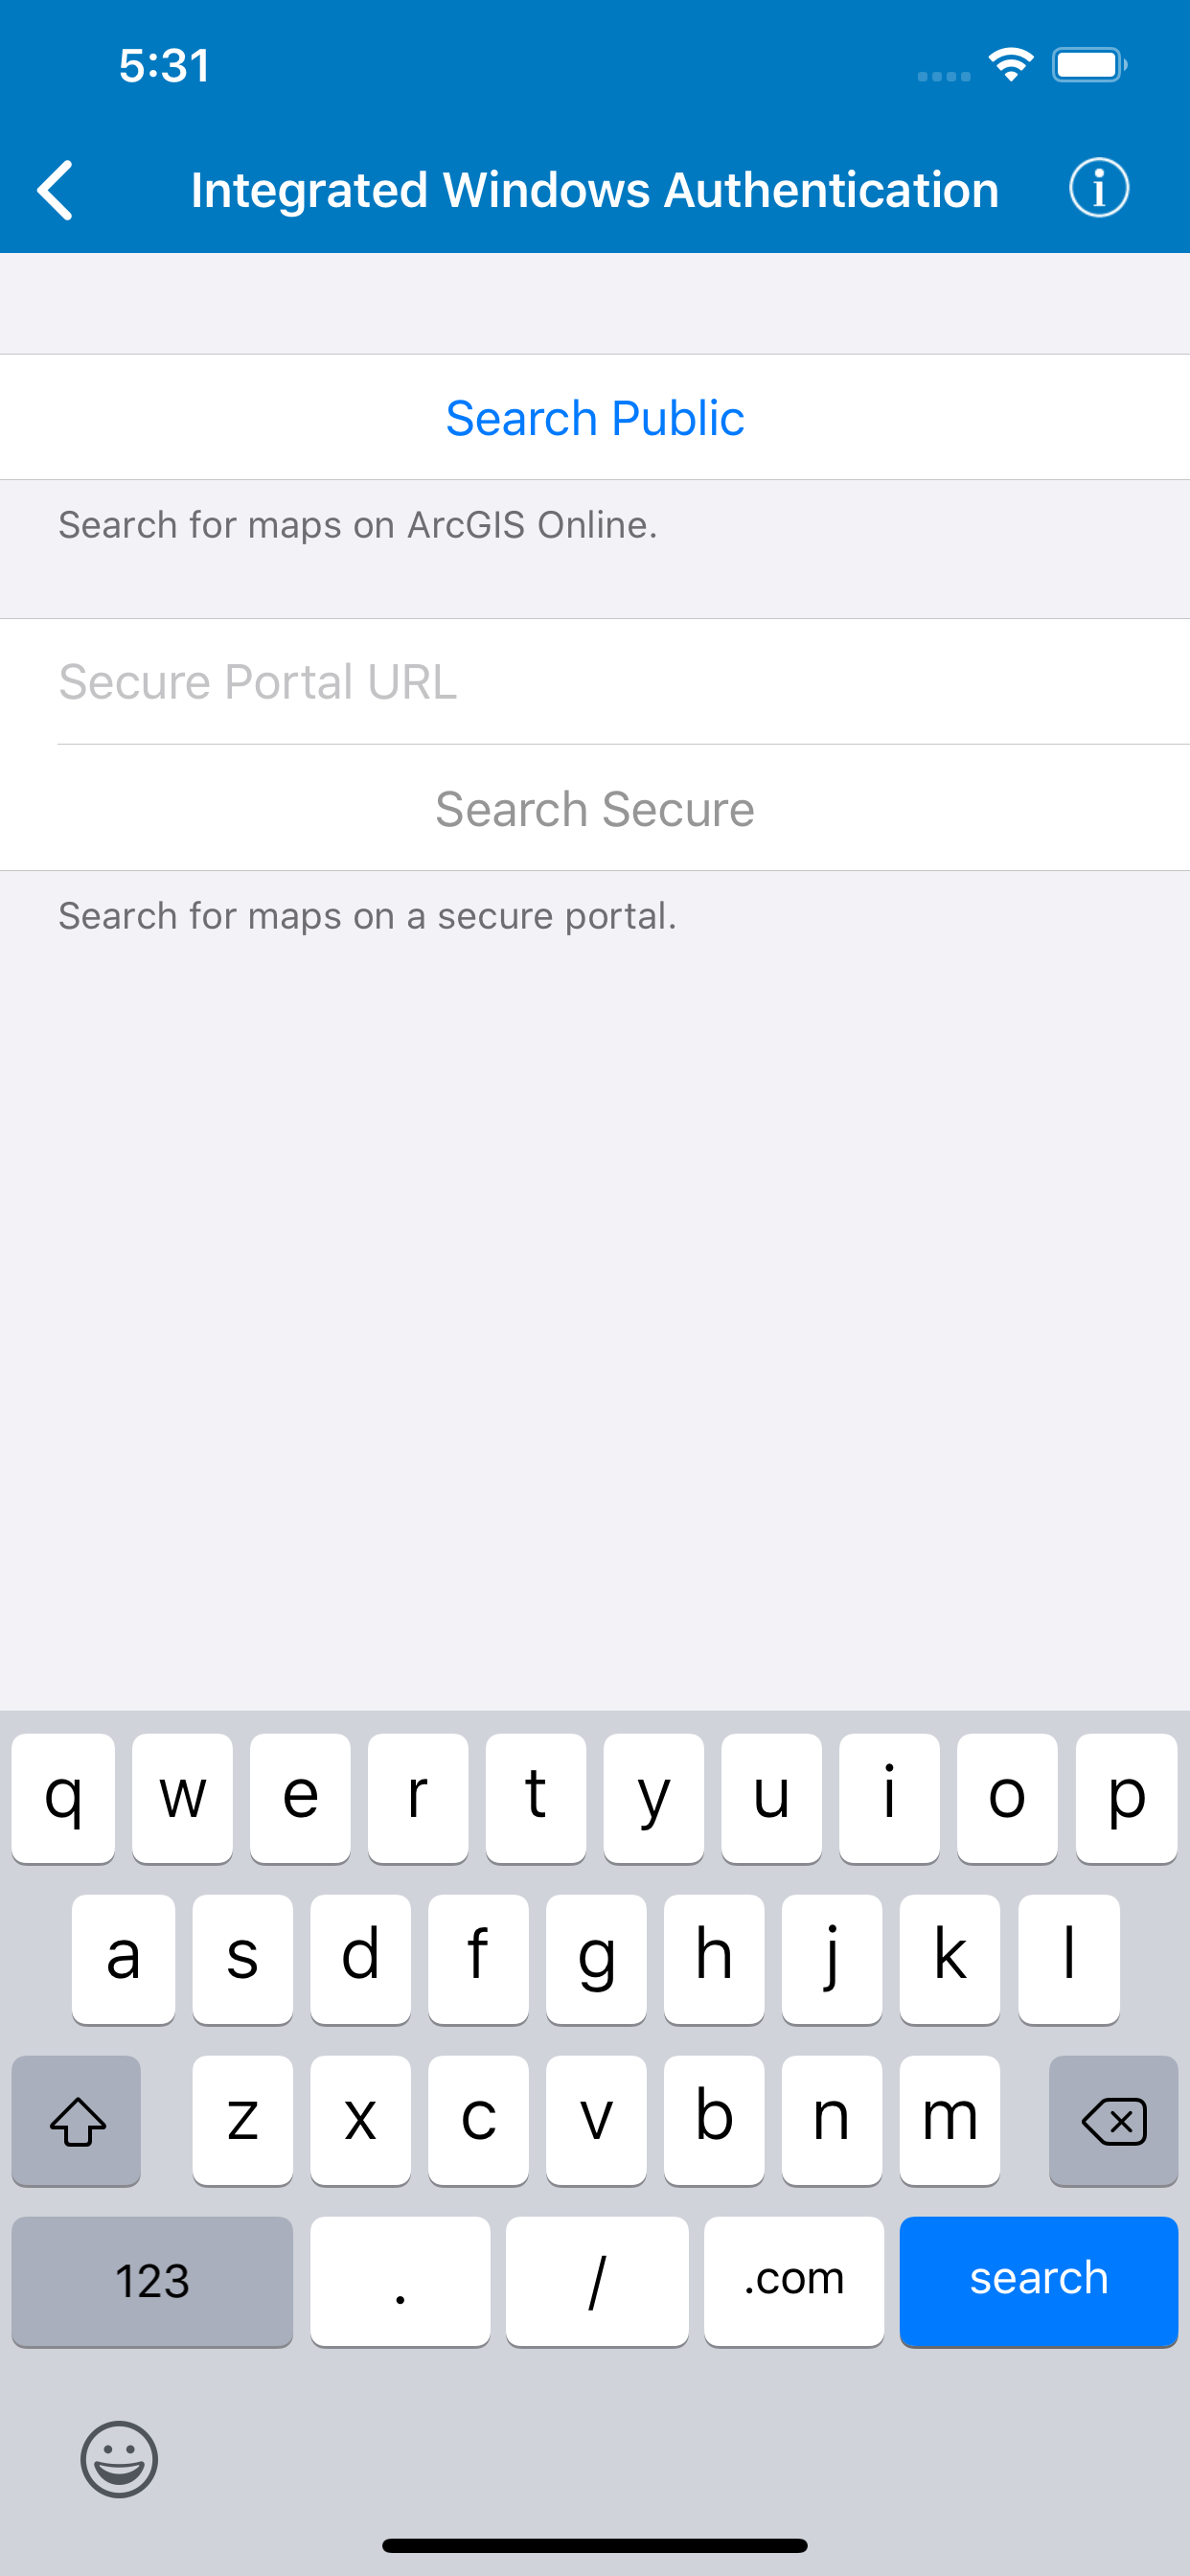 5:31
Integrated Windows Authentication
Search Public
Search for maps on ArcGIS Online.
Secure Portal URL
Search Secure
Search for maps on a secure portal.
q w e r t y u i o p
a s d f g h j k l
z x c v b n m
123 . / .com search